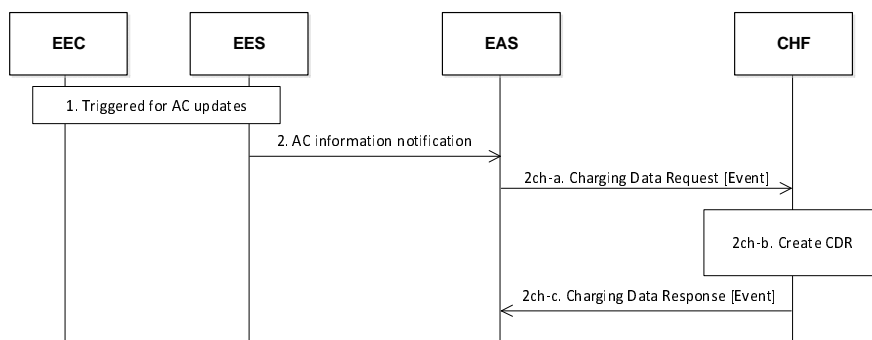 EEC
EES
EAS
CHF
1. Triggered for AC updates
2. AC information notification
2ch-a. Charging Data Request [Event]
2ch-b. Create CDR
2ch-c. Charging Data Response [Event]